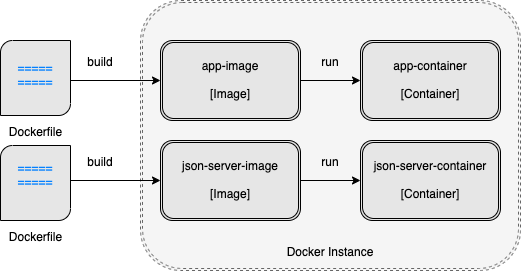 =====
=====
Dockerfile
build
app-image
[Image]
run
app-container
[Container]
=====
=====
Dockerfile
build
json-server-image
[Image]
run
json-server-container
[Container]
Docker Instance